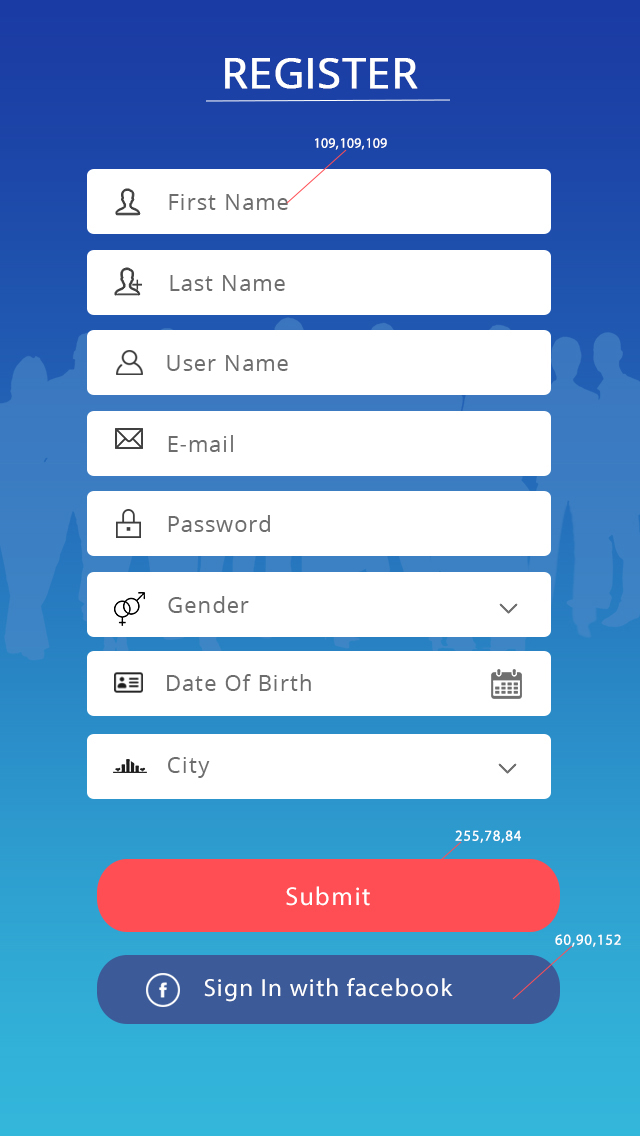 REGISTER
109,109,109
First Name
Last Name
User Name
E-mail
Password
Gender
Date Of Birth
City
255,78,84
Submit
60,90,152
f Sign In with facebook